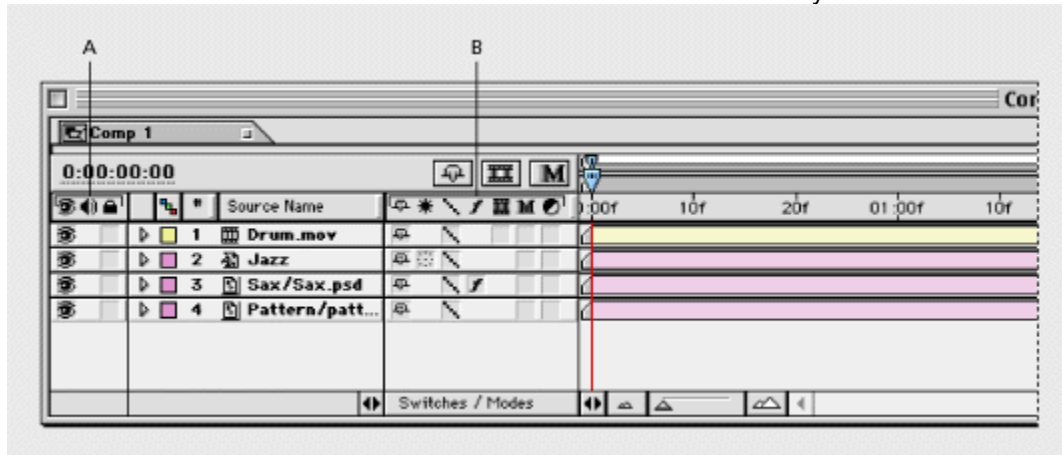 A B
Cor
Comp 1
0:00:00:00 M
# Source Name M ):00f 10f 20f 01:00f 10f
1 Drum.mov
2 Jazz
3 Sax/Sax.psd
4 Pattern/patt...
Switches / Modes